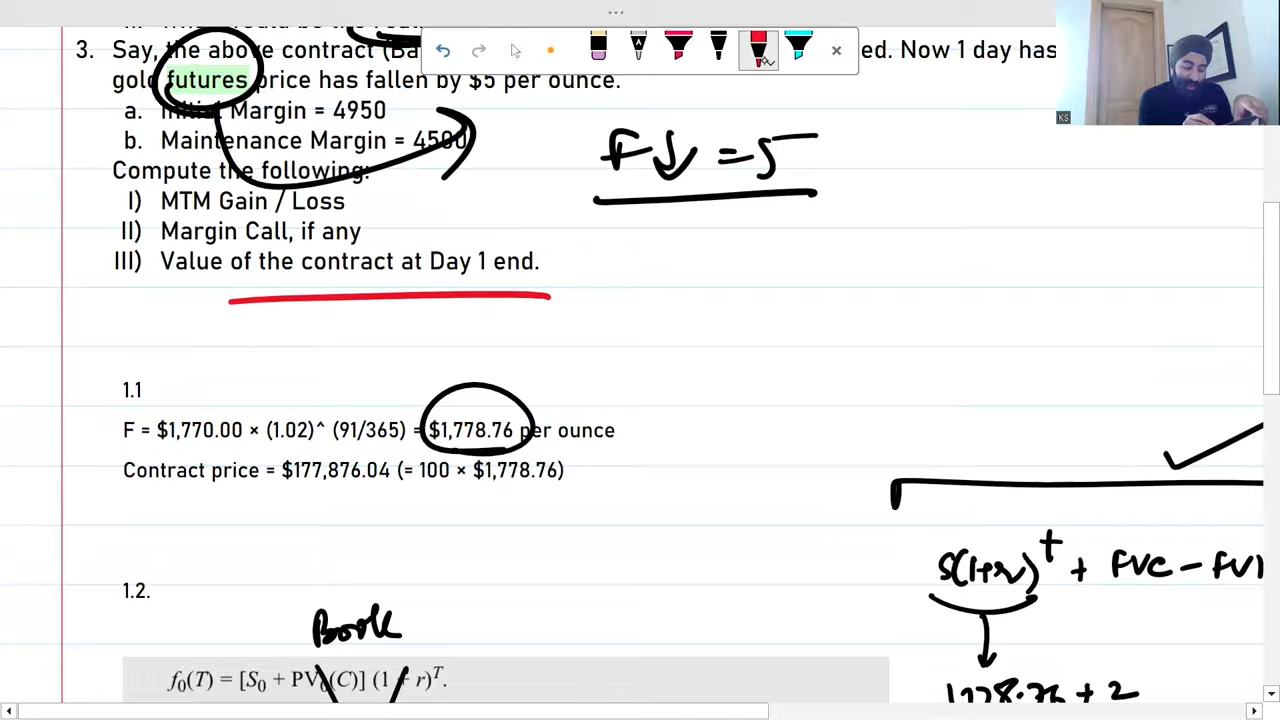 3. Say, the above contract (Ba ed. Now 1 day has
gold futures price has fallen by $5 per ounce.
a. Initial Margin = 4950
b. Maintenance Margin = 4500
F↓ = 5
Compute the following:
I) MTM Gain / Loss
II) Margin Call, if any
III) Value of the contract at Day 1 end.
1.1
F = $1,770.00 × (1.02)^ (91/365) = $1,778.76 per ounce
Contract price = $177,876.04 (= 100 × $1,778.76)
S(1+r)^t + FVC - FVI
1.2.
Book
f₀(T) = [S₀ + PV₀(C)] (1 + r)ᵀ.
1778.76 + 2
KS